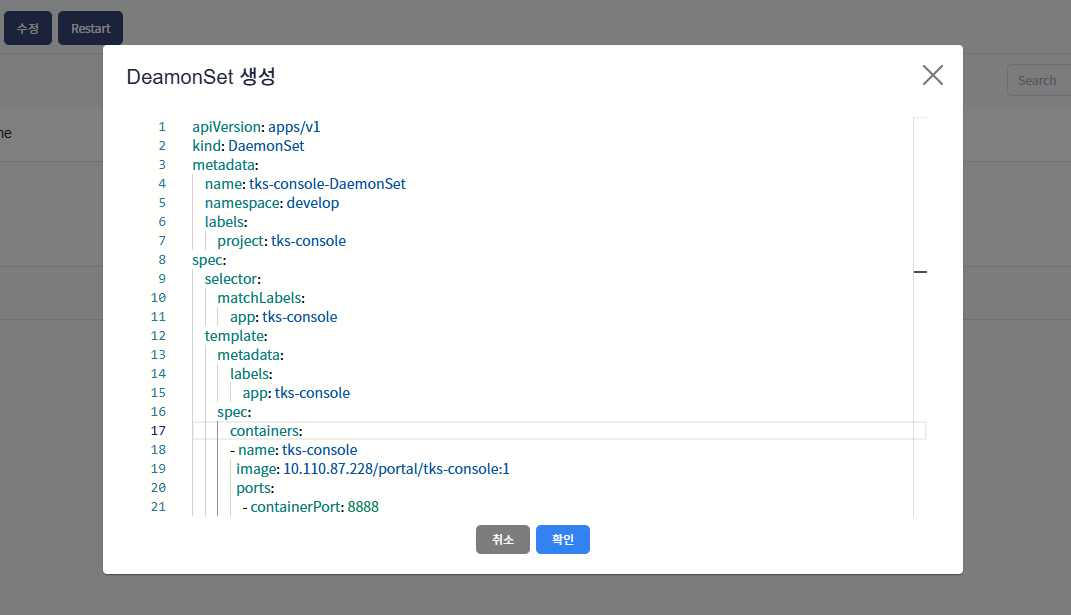 수정 Restart
DeamonSet 생성
Search
1 apiVersion: apps/v1
2 kind: DaemonSet
3 metadata:
4 name: tks-console-DaemonSet
5 namespace: develop
6 labels:
7 project: tks-console
8 spec:
9 selector:
10 matchLabels:
11 app: tks-console
12 template:
13 metadata:
14 labels:
15 app: tks-console
16 spec:
17 containers:
18 - name: tks-console
19 image: 10.110.87.228/portal/tks-console:1
20 ports:
21 - containerPort: 8888
취소 확인